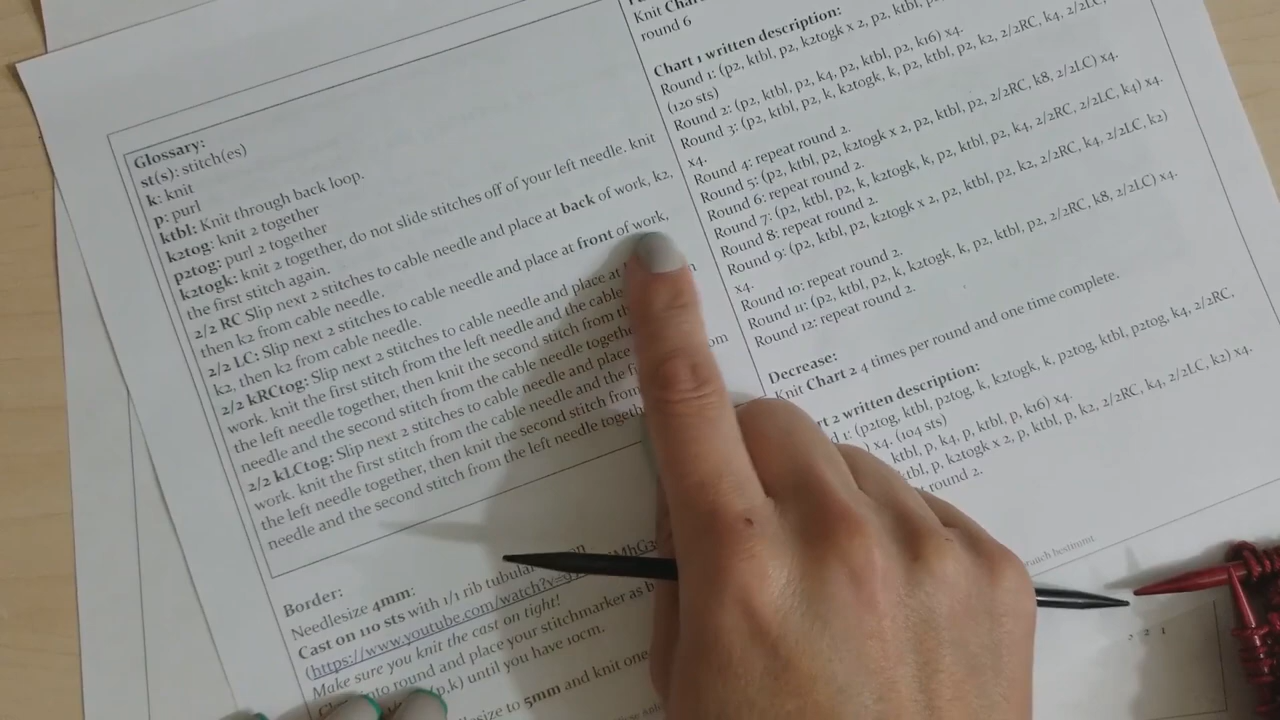 Glossary:
st(s): stitch(es)
k: knit
p: purl
ktbl: Knit through back loop.
k2tog: knit 2 together
p2tog: purl 2 together
k2togk: knit 2 together, do not slide stitches off of your left needle. knit
the first stitch again.
2/2 RC Slip next 2 stitches to cable needle and place at back of work, k2,
then k2 from cable needle.
2/2 LC: Slip next 2 stitches to cable needle and place at front of work,
k2, then k2 from cable needle.
2/2 kRCtog: Slip next 2 stitches to cable needle and place at
work. knit the first stitch from the left needle and the cable
the left needle together, then knit the second stitch from the
needle and the second stitch from the cable needle together
2/2 kLCtog: Slip next 2 stitches to cable needle and place
work. knit the first stitch from the cable needle and the
the left needle together, then knit the second stitch from
needle and the second stitch from the left needle together
Border:
Needlesize 4mm:
Cast on 110 sts with 1/1 rib tubular
(https://www.youtube.com/watch?v=
Make sure you knit the cast on tight!
into round and place your stitchmarker as
(p,k) until you have 10cm.
to 5mm and knit one
Knit Chart
round 6
Chart 1 written description:
Round 1: (p2, ktbl, p2, k2togk x 2, p2, ktbl,
(120 sts)
Round 2: (p2, ktbl, p2, k4, p2, ktbl, p2, k16) x4.
Round 3: (p2, ktbl, p2, k, k2togk, k, p2, ktbl, p2, k2, 2/2RC, k4, 2/2LC,
x4.
Round 4: repeat round 2.
Round 5: (p2, ktbl, p2, k2togk x 2, p2, ktbl, p2, 2/2RC, k8, 2/2LC) x4.
Round 6: repeat round 2.
Round 7: (p2, ktbl, p2, k, k2togk, k, p2, ktbl, p2, k4, 2/2RC, 2/2LC, k4) x4.
Round 8: repeat round 2.
Round 9: (p2, ktbl, p2, k2togk x 2, p2, ktbl, p2, k2, 2/2RC, k4, 2/2LC, k2)
x4.
Round 10: repeat round 2.
Round 11: (p2, ktbl, p2, k, k2togk, k, p2, ktbl, p2, 2/2RC, k8, 2/2LC) x4.
Round 12: repeat round 2.
Decrease:
Knit Chart 2 4 times per round and one time complete.
2 written description:
(p2tog, ktbl, p2tog, k, k2togk, k, p2tog, ktbl, p2tog, k4, 2/2RC,
x4. (104 sts)
ktbl, p, k4, p, ktbl, p, k16) x4.
ktbl, p, k2togk x 2, p, ktbl, p, k2, 2/2RC, k4, 2/2LC, k2) x4.
round 2.
bestimmt
3 2 1